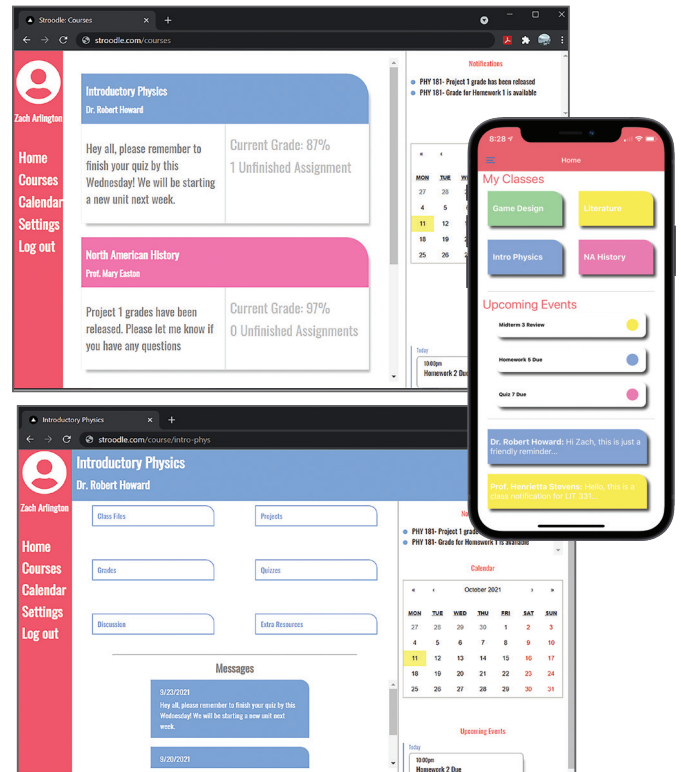 Stroodle: Courses
stroodle.com/courses
Zach Arlington
Home
Courses
Calendar
Settings
Log out
Introductory Physics
Dr. Robert Howard
Hey all, please remember to
finish your quiz by this
Wednesday! We will be starting
a new unit next week.
Current Grade: 87%
1 Unfinished Assignment
North American History
Prof. Mary Easton
Project 1 grades have been
released. Please let me know if
you have any questions
Current Grade: 97%
0 Unfinished Assignments
Notifications
PHY 181- Project 1 grade has been released
PHY 181- Grade for Homework 1 is available
« ‹
MON TUE
27 28
4 5
11 12
18 19
25 26
Today
10:00pm
Homework 2 Due
8:28
Home
My Classes
Game Design
Literature
Intro Physics
NA History
Upcoming Events
Midterm 3 Review
Homework 5 Due
Quiz 7 Due
Dr. Robert Howard: Hi Zach, this is just a
friendly reminder...
Prof. Henrietta Stevens: Hello, this is a
class notification for LIT 331...
Introductory Physics
stroodle.com/course/intro-phys
Zach Arlington
Home
Courses
Calendar
Settings
Log out
Introductory Physics
Dr. Robert Howard
Class Files
Projects
Grades
Quizzes
Discussion
Extra Resources
Messages
9/23/2021
Hey all, please remember to finish your quiz by this
Wednesday! We will be starting a new unit next
week.
9/20/2021
PHY 181- Project 1
PHY 181- Grade for Homework 1 is available
Calendar
« ‹ October 2021 › »
MON TUE WED THU FRI SAT SUN
27 28 29 30 1 2 3
4 5 6 7 8 9 10
11 12 13 14 15 16 17
18 19 20 21 22 23 24
25 26 27 28 29 30 31
Upcoming Events
Today
10:00pm
Homework 2 Due